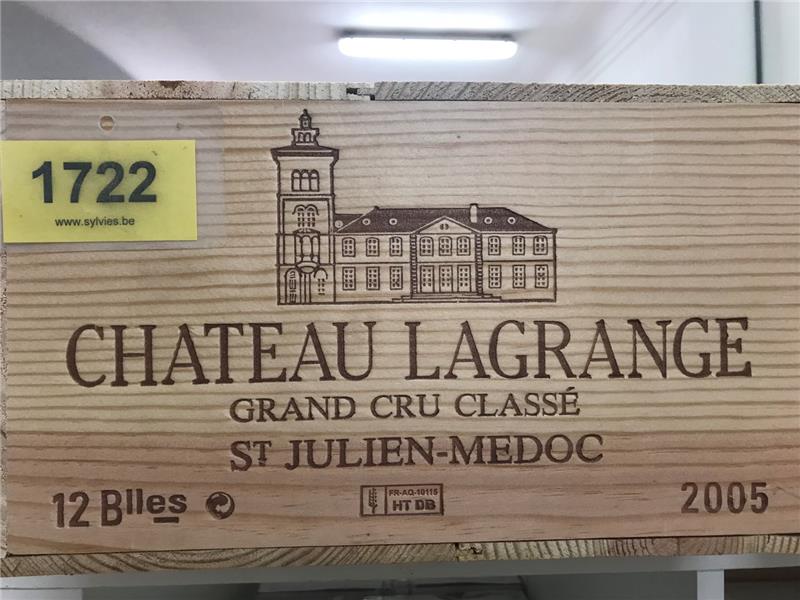 1722
www.sylvies.be
CHATEAU LAGRANGE
GRAND CRU CLASSÉ
ST JULIEN-MEDOC
12 Blles
FR-AQ-10115
HT DB
2005